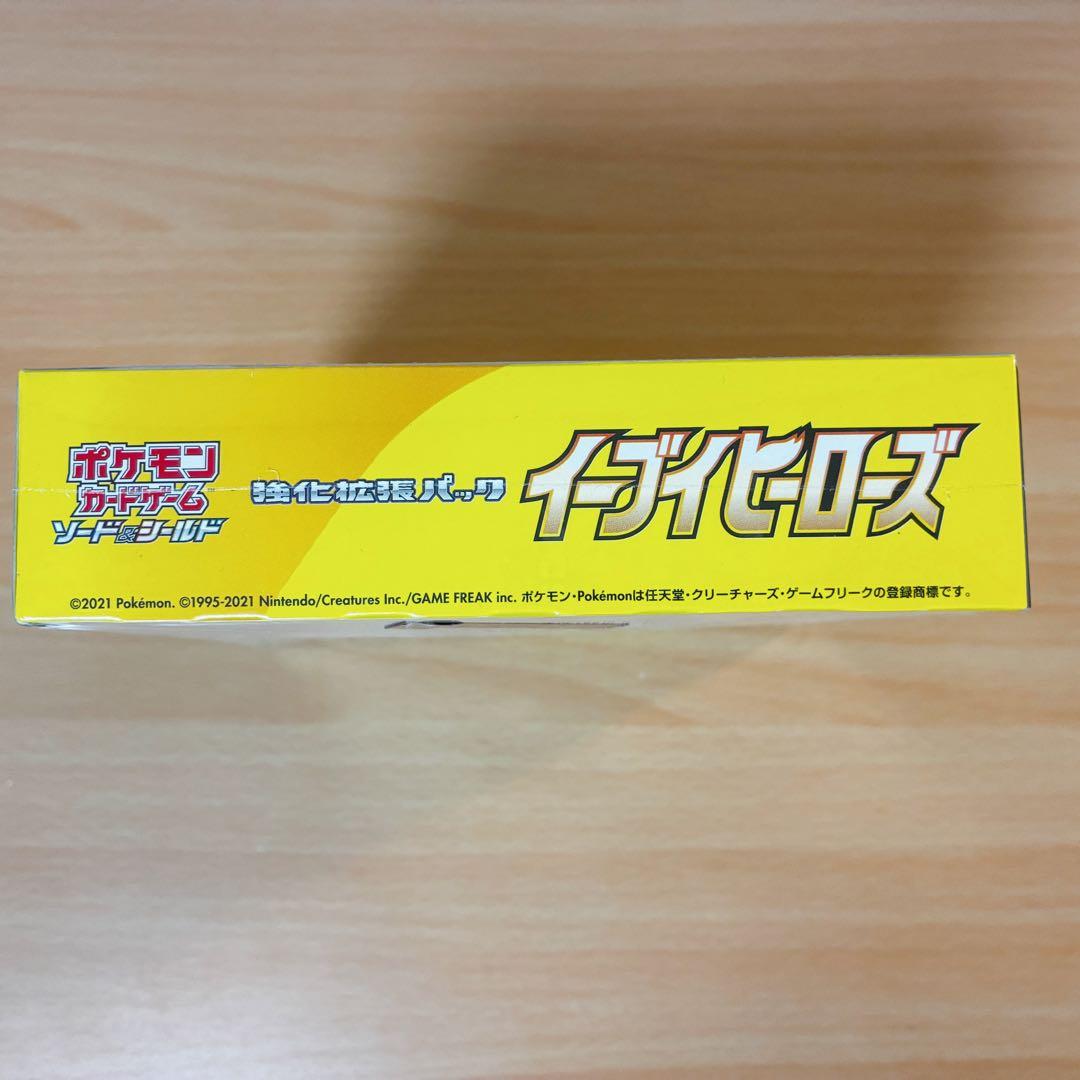 ポケモン
カードゲーム
ソード&シールド
強化拡張パック
イーブイヒーローズ
©2021 Pokémon. ©1995-2021 Nintendo/Creatures Inc./GAME FREAK inc. ポケモン・Pokémonは任天堂・クリーチャーズ・ゲームフリークの登録商標です。